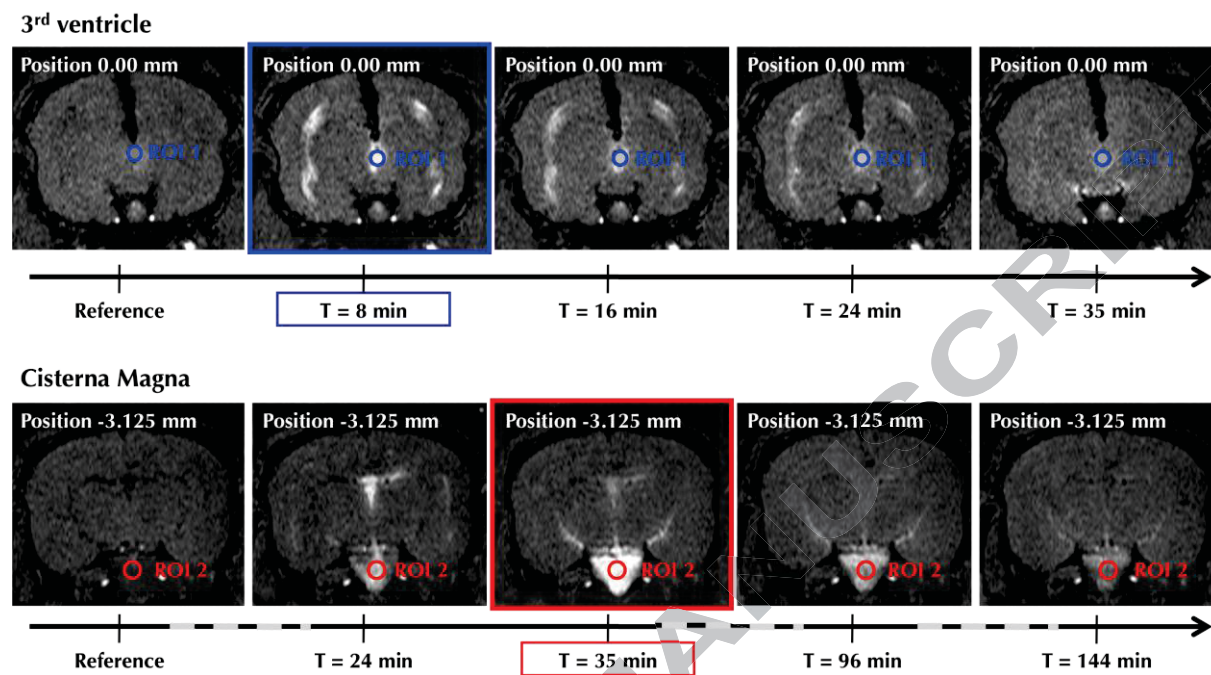 3rd ventricle
Position 0.00 mm
Position 0.00 mm
Position 0.00 mm
Position 0.00 mm
Position 0.00 mm
ROI 1
ROI 1
ROI 1
ROI 1
ROI 1
Reference
T = 8 min
T = 16 min
T = 24 min
T = 35 min
Cisterna Magna
Position -3.125 mm
Position -3.125 mm
Position -3.125 mm
Position -3.125 mm
Position -3.125 mm
ROI 2
ROI 2
ROI 2
ROI 2
ROI 2
Reference
T = 24 min
T = 35 min
T = 96 min
T = 144 min